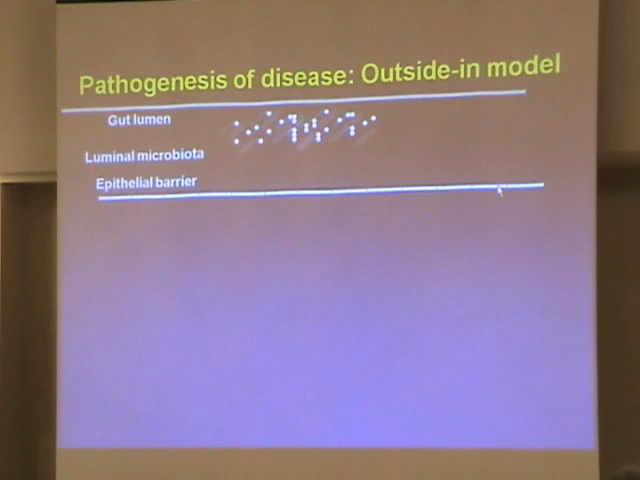 Pathogenesis of disease: Outside-in model
Gut lumen
Luminal microbiota
Epithelial barrier